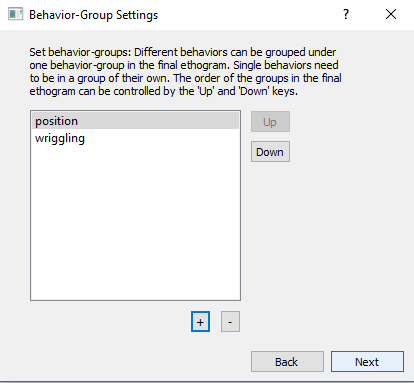 Behavior-Group Settings
?
Set behavior-groups: Different behaviors can be grouped under
one behavior-group in the final ethogram. Single behaviors need
to be in a group of their own. The order of the groups in the final
ethogram can be controlled by the 'Up' and 'Down' keys.
position
Up
wriggling
Down
+ -
Back Next